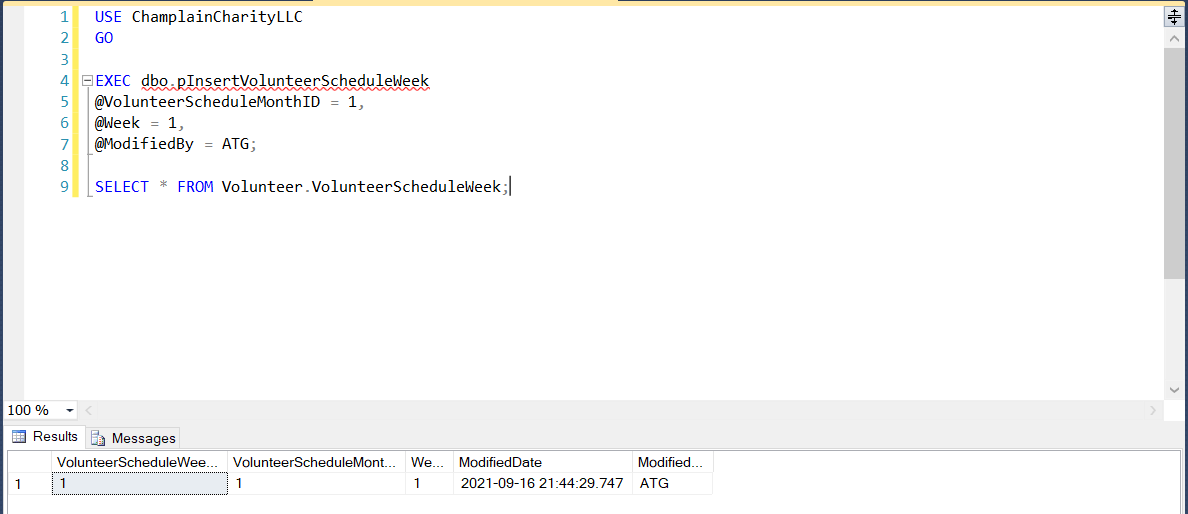 1 USE ChamplainCharityLLC
2 GO
3
4 EXEC dbo.pInsertVolunteerScheduleWeek
5 @VolunteerScheduleMonthID = 1,
6 @Week = 1,
7 @ModifiedBy = ATG;
8
9 SELECT * FROM Volunteer.VolunteerScheduleWeek;
100 %
Results Messages
VolunteerScheduleWee... VolunteerScheduleMont... We... ModifiedDate Modified...
1 1 1 1 2021-09-16 21:44:29.747 ATG